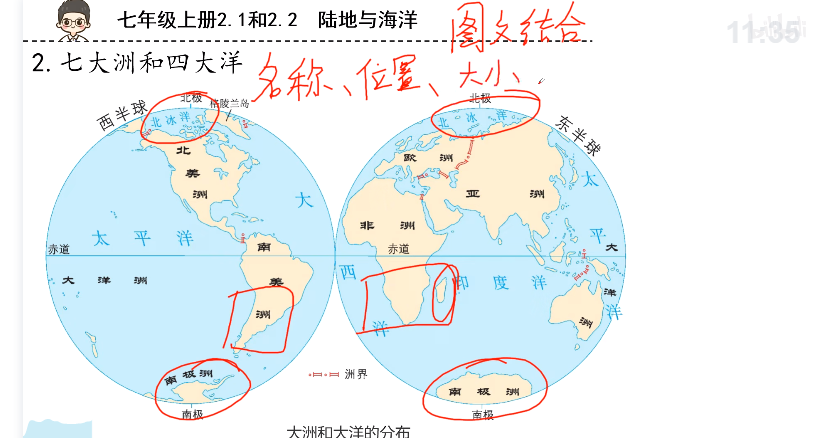 七年级上册2.1和2.2 陆地与海洋
图文结合
11:35
2.七大洲和四大洋
名称、位置、大小、
西半球
北极
格陵兰岛
北冰洋
北美洲
大西洋
太平洋
赤道
南美洲
大洋洲
南极洲
南极
东半球
北极
北冰洋
欧洲
亚洲
太平洋
非洲
赤道
印度洋
大洋洲
南极洲
南极
洲界
大洲和大洋的分布